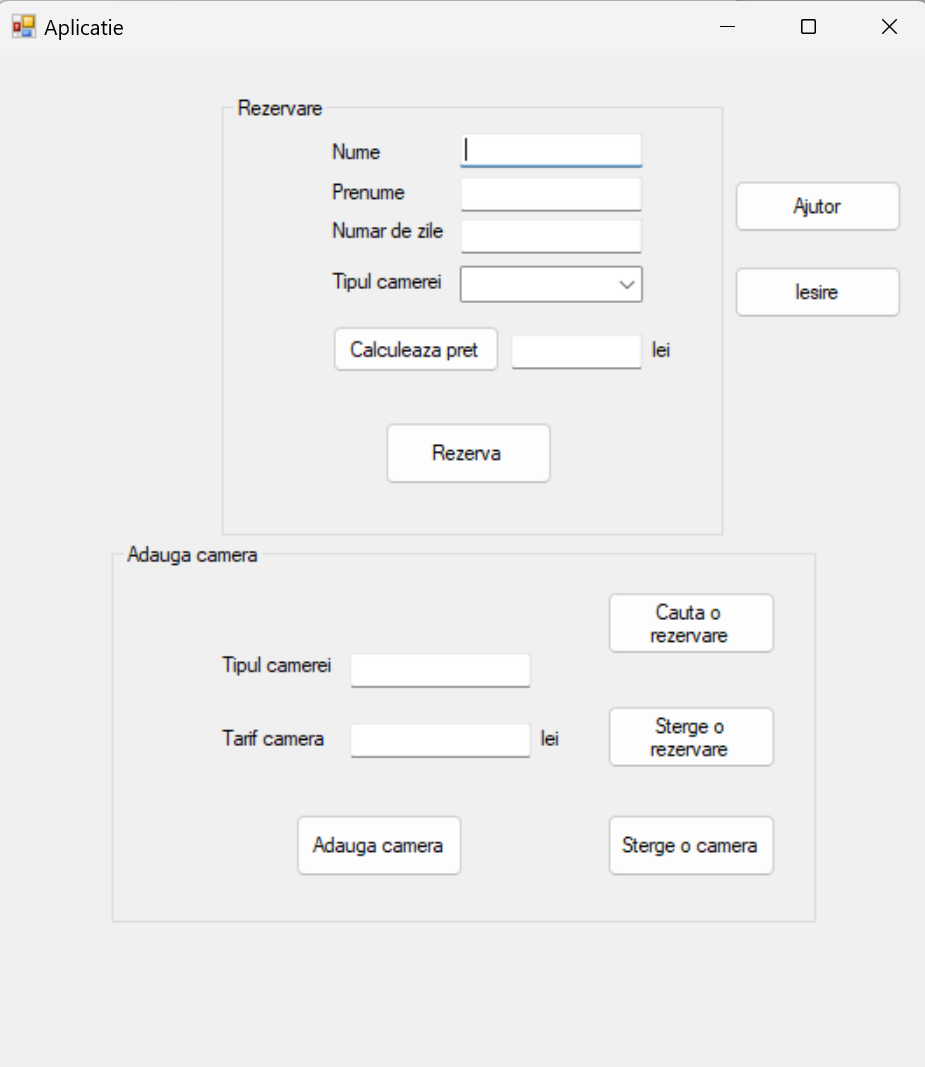 Aplicatie
Rezervare
Nume
Prenume
Ajutor
Numar de zile
Tipul camerei
Iesire
Calculeaza pret
lei
Rezerva
Adauga camera
Cauta o
rezervare
Tipul camerei
Tarif camera
lei
Sterge o
rezervare
Adauga camera
Sterge o camera